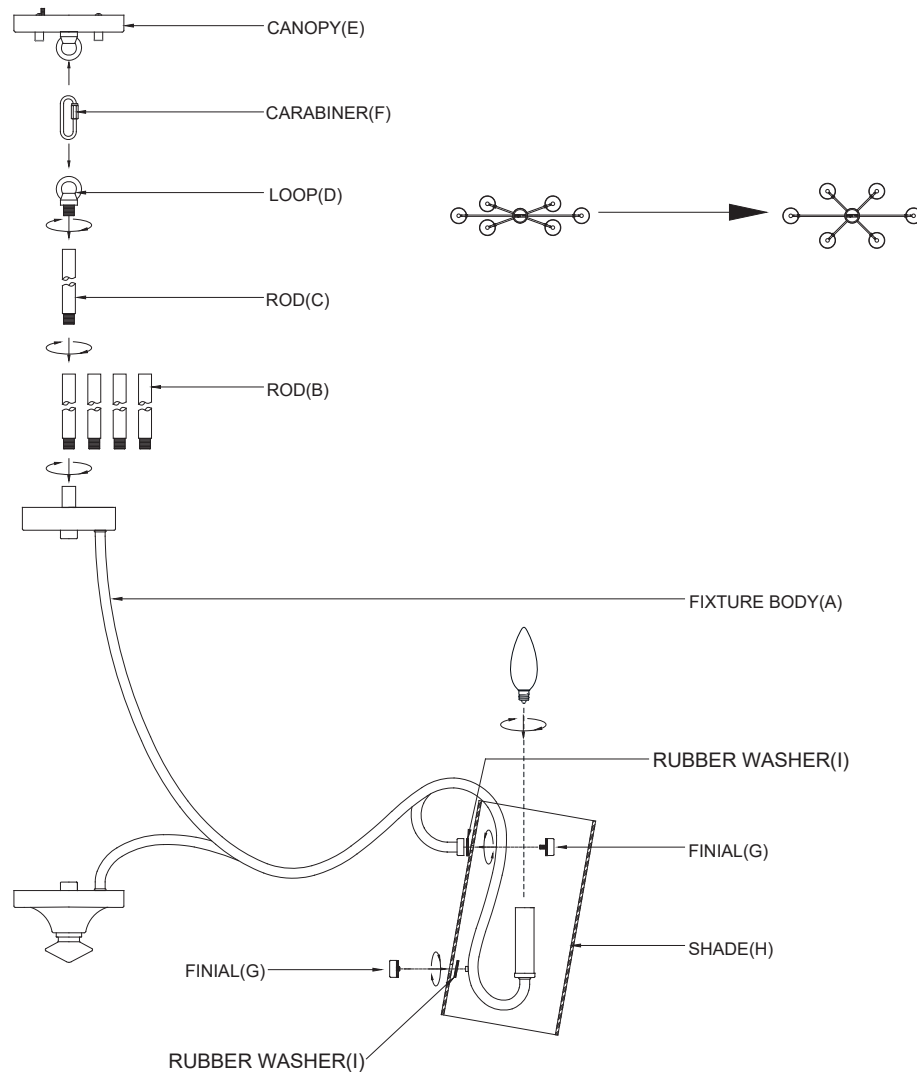 CANOPY(E)
CARABINER(F)
LOOP(D)
ROD(C)
ROD(B)
FIXTURE BODY(A)
RUBBER WASHER(I)
FINIAL(G)
SHADE(H)
FINIAL(G)
RUBBER WASHER(I)